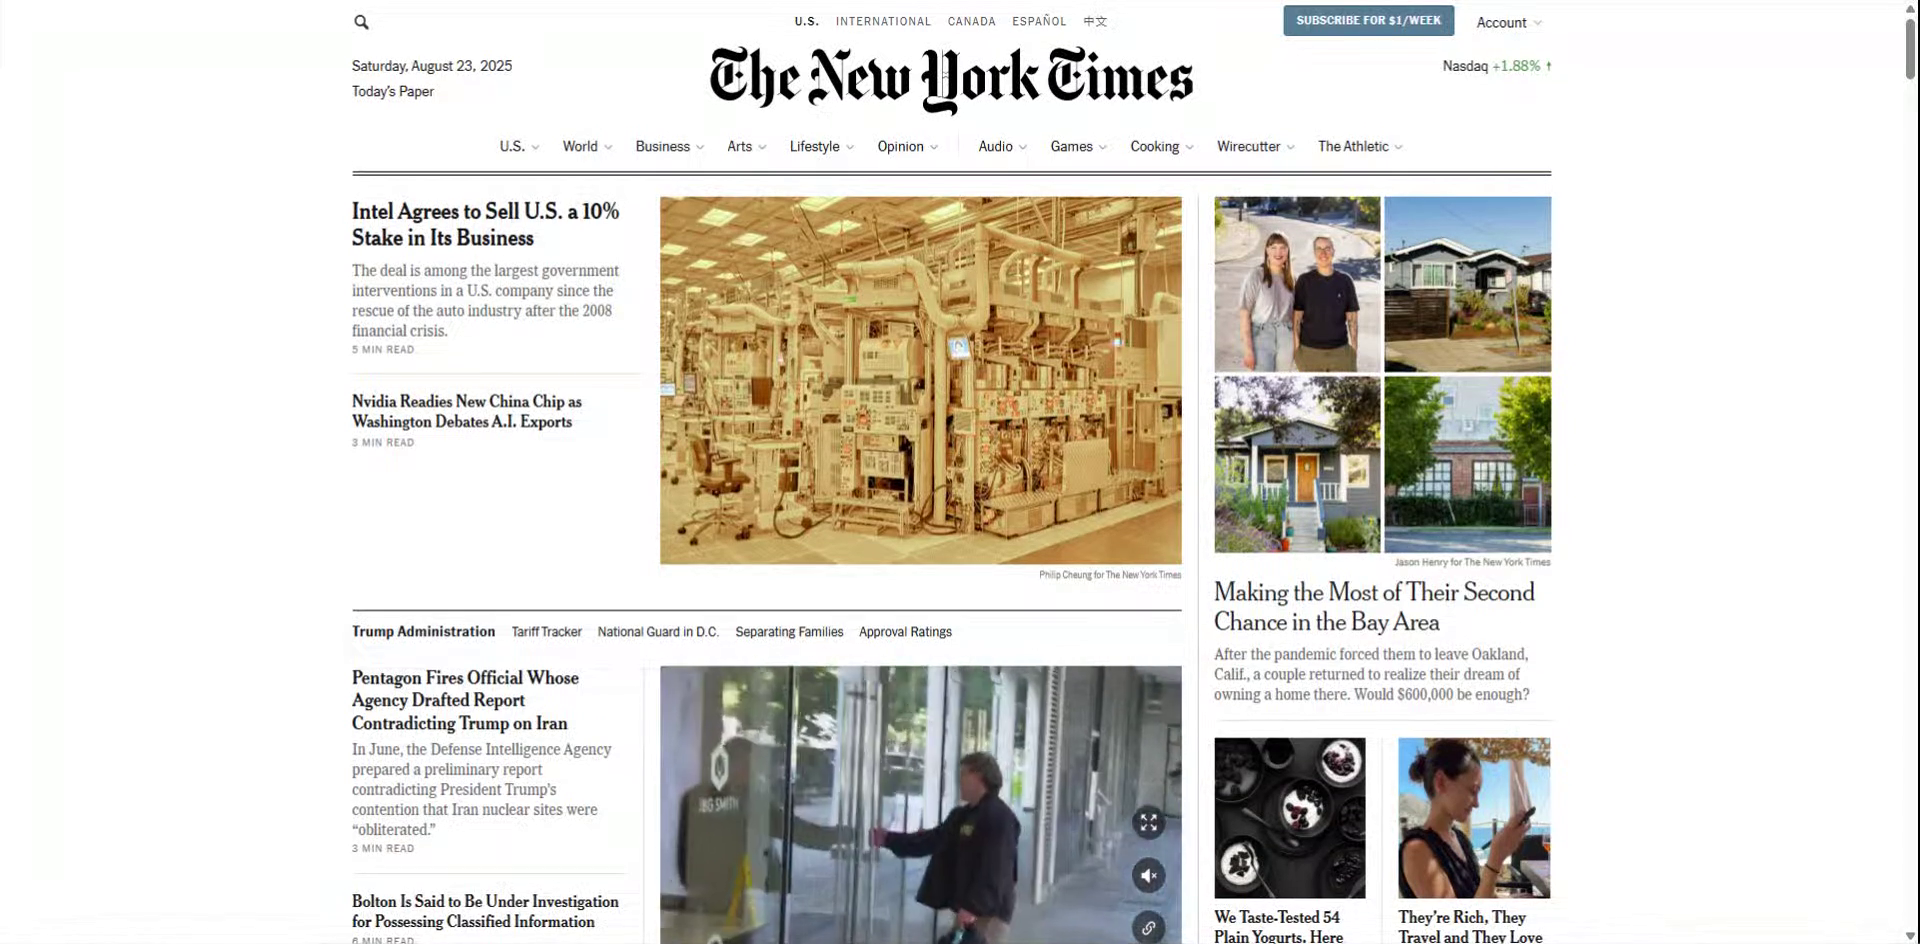 U.S. INTERNATIONAL CANADA ESPAÑOL 中文
SUBSCRIBE FOR $1/WEEK
Account
Saturday, August 23, 2025
Today's Paper
The New York Times
Nasdaq +1.88% ↑
U.S. World Business Arts Lifestyle Opinion Audio Games Cooking Wirecutter The Athletic
Intel Agrees to Sell U.S. a 10%
Stake in Its Business
The deal is among the largest government
interventions in a U.S. company since the
rescue of the auto industry after the 2008
financial crisis.
5 MIN READ
Nvidia Readies New China Chip as
Washington Debates A.I. Exports
3 MIN READ
Philip Cheung for The New York Times
Trump Administration Tariff Tracker National Guard in D.C. Separating Families Approval Ratings
Pentagon Fires Official Whose
Agency Drafted Report
Contradicting Trump on Iran
In June, the Defense Intelligence Agency
prepared a preliminary report
contradicting President Trump's
contention that Iran nuclear sites were
“obliterated.”
3 MIN READ
Bolton Is Said to Be Under Investigation
for Possessing Classified Information
6 MIN READ
JBG SMITH
Jason Henry for The New York Times
Making the Most of Their Second
Chance in the Bay Area
After the pandemic forced them to leave Oakland,
Calif., a couple returned to realize their dream of
owning a home there. Would $600,000 be enough?
We Taste-Tested 54
Plain Yogurts. Here
They're Rich, They
Travel and They Love